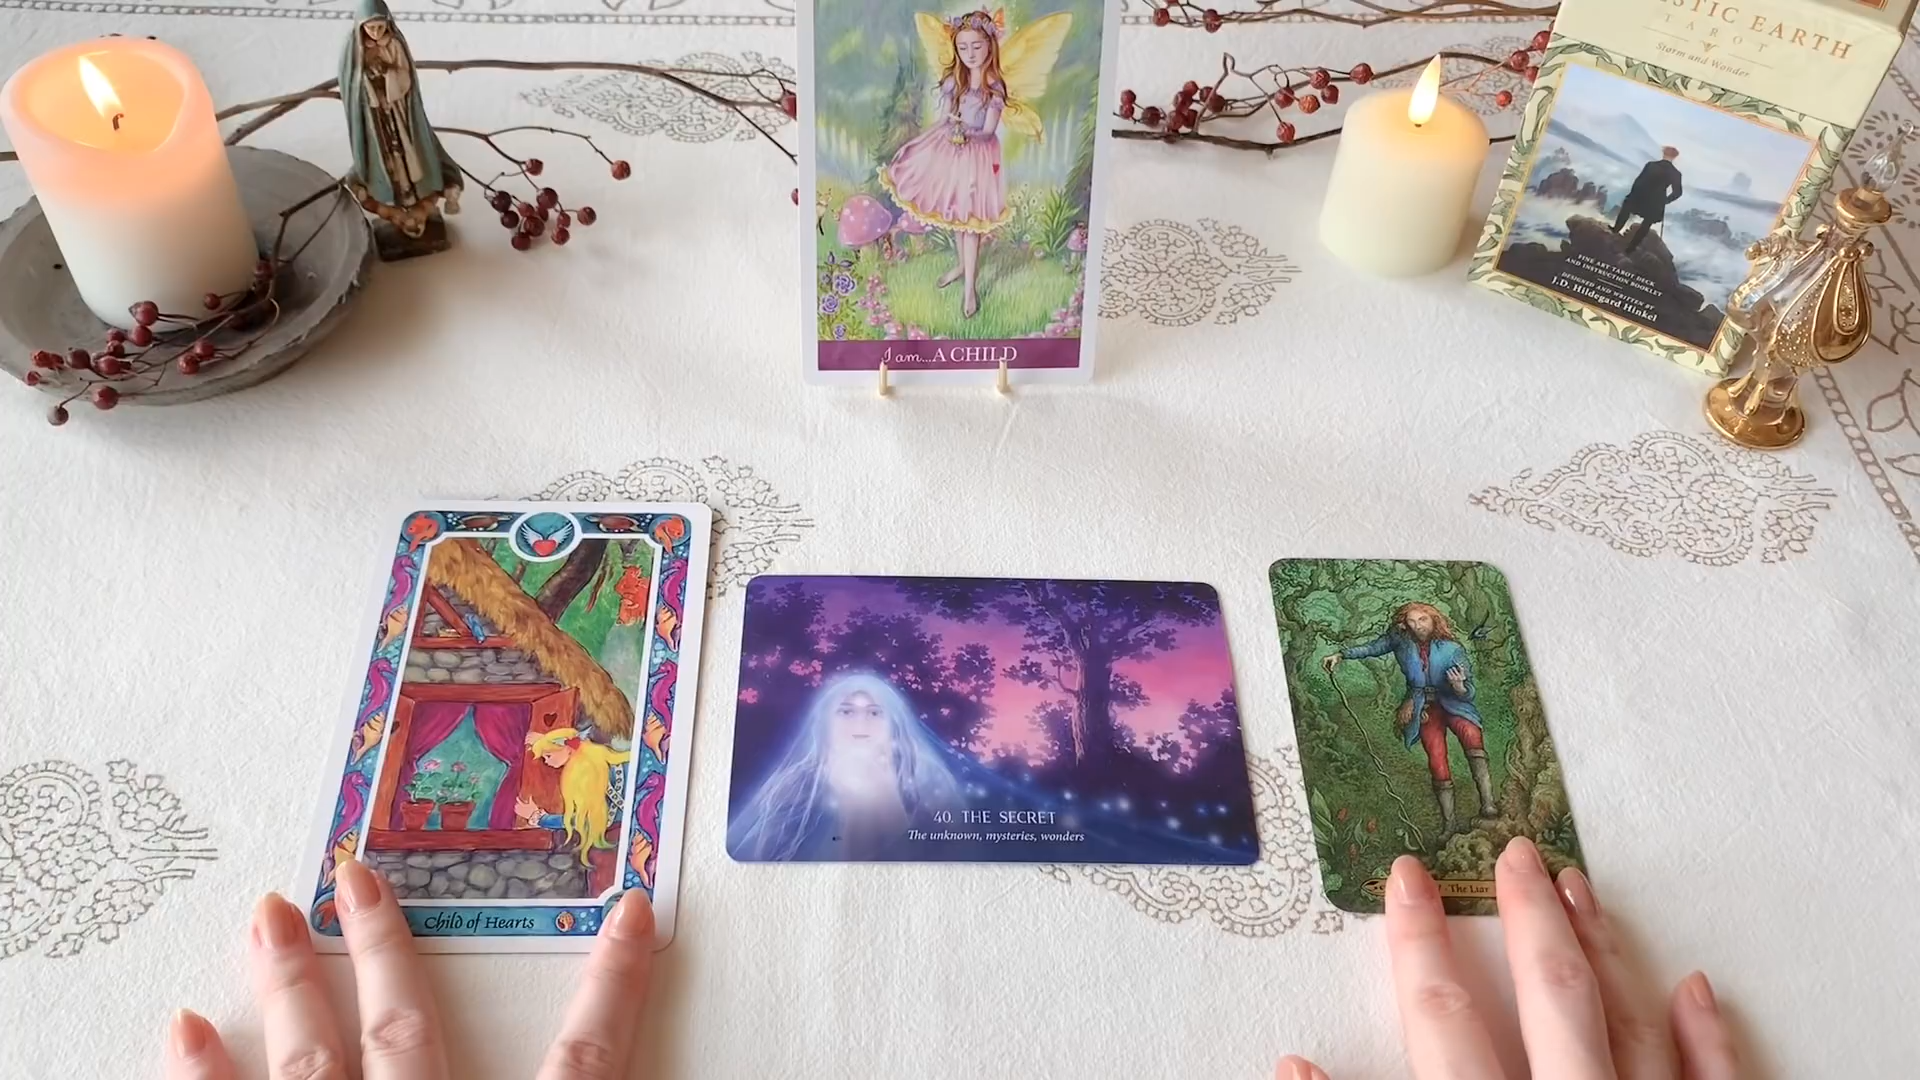 EARTH
TAROT
Storm and Wonder
FINE ART TAROT DECK
AND INSTRUCTION BOOKLET
DESIGNED AND WRITTEN BY
J.D. Hildegard Hinkel
I am...A CHILD
Child of Hearts
40. THE SECRET
The unknown, mysteries, wonders
The Liar